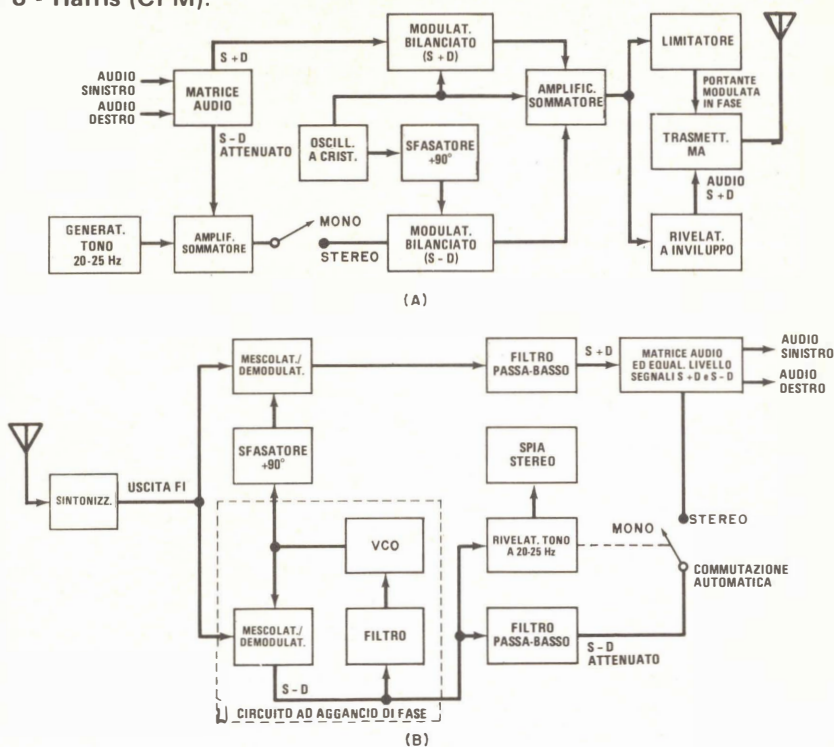 3 - Harris (CPM).
AUDIO
SINISTRO
AUDIO
DESTRO
MATRICE
AUDIO
S + D
S - D
ATTENUATO
MODULAT.
BILANCIATO
(S + D)
AMPLIFIC.
SOMMATORE
LIMITATORE
PORTANTE
MODULATA
IN FASE
TRASMETT.
MA
AUDIO
S + D
RIVELAT.
A INVILUPPO
OSCILL.
A CRIST.
SFASATORE
+90°
GENERAT.
TONO
20-25 Hz
AMPLIF.
SOMMATORE
MONO
STEREO
MODULAT.
BILANCIATO
(S - D)
(A)
SINTONIZZ.
USCITA FI
MESCOLAT./
DEMODULAT.
FILTRO
PASSA-BASSO
S + D
MATRICE AUDIO
ED EQUAL. LIVELLO
SEGNALI S + D e S - D
AUDIO
SINISTRO
AUDIO
DESTRO
SFASATORE
+90°
SPIA
STEREO
VCO
RIVELAT. TONO
A 20-25 Hz
MONO
STEREO
COMMUTAZIONE
AUTOMATICA
MESCOLAT./
DEMODULAT.
FILTRO
FILTRO
PASSA-BASSO
S - D
ATTENUATO
S - D
CIRCUITO AD AGGANCIO DI FASE
(B)